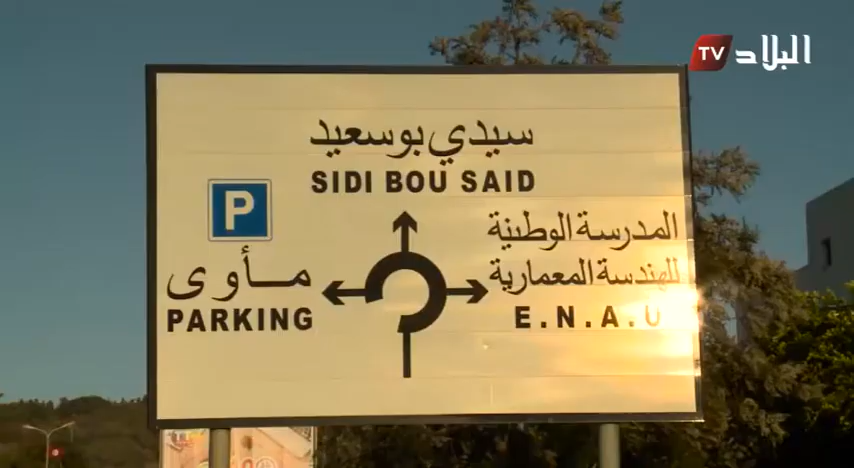 TV البلاد
سيدي بوسعيد
SIDI BOU SAID
P
المدرسة الوطنية
للهندسة المعمارية
E.N.A.U
مأوى
PARKING